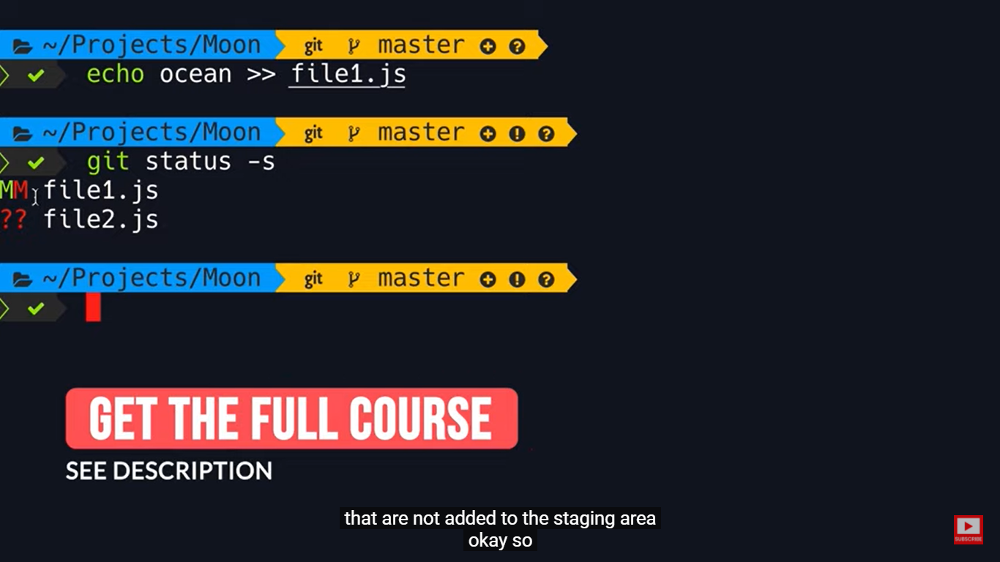 ~/Projects/Moon git master
echo ocean >> file1.js
~/Projects/Moon git master
git status -s
MM file1.js
?? file2.js
~/Projects/Moon git master
GET THE FULL COURSE
SEE DESCRIPTION
that are not added to the staging area
okay so
SUBSCRIBE